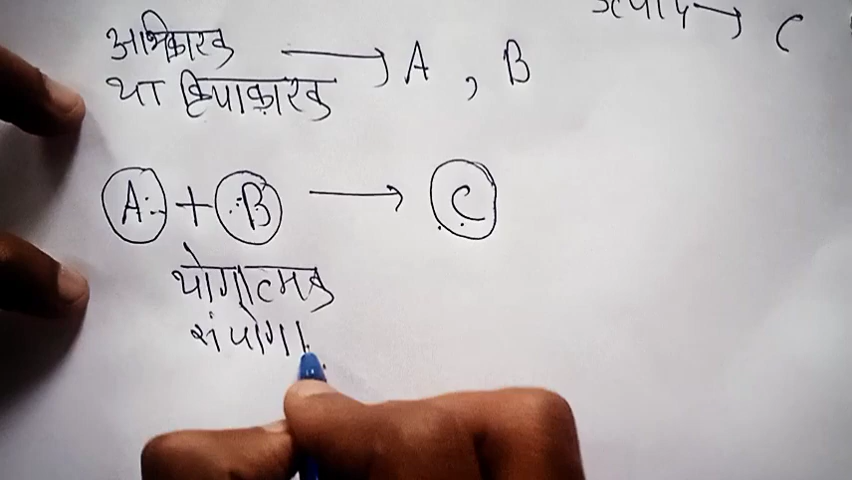 उत्पाद → C
अभिकारक → A , B
या क्रियाकारक
A + B → C
योगात्मक
संयोगा